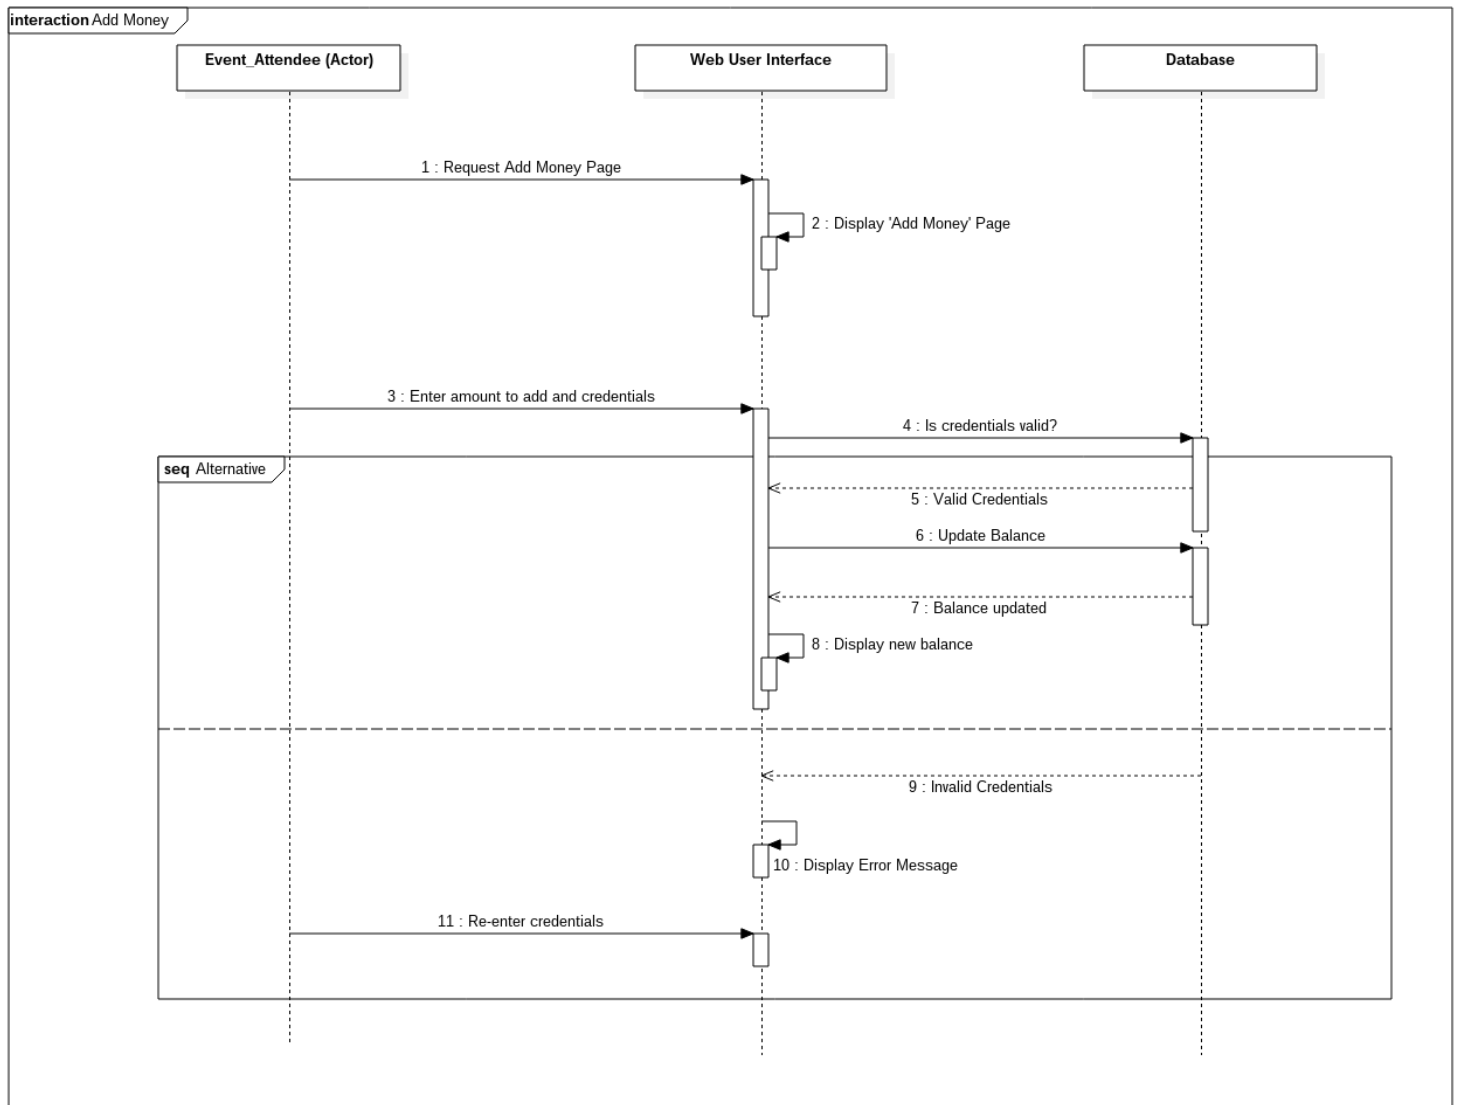 interaction Add Money
Event_Attendee (Actor)
Web User Interface
Database
1 : Request Add Money Page
2 : Display 'Add Money' Page
3 : Enter amount to add and credentials
4 : Is credentials valid?
seq Alternative
5 : Valid Credentials
6 : Update Balance
7 : Balance updated
8 : Display new balance
9 : Invalid Credentials
10 : Display Error Message
11 : Re-enter credentials